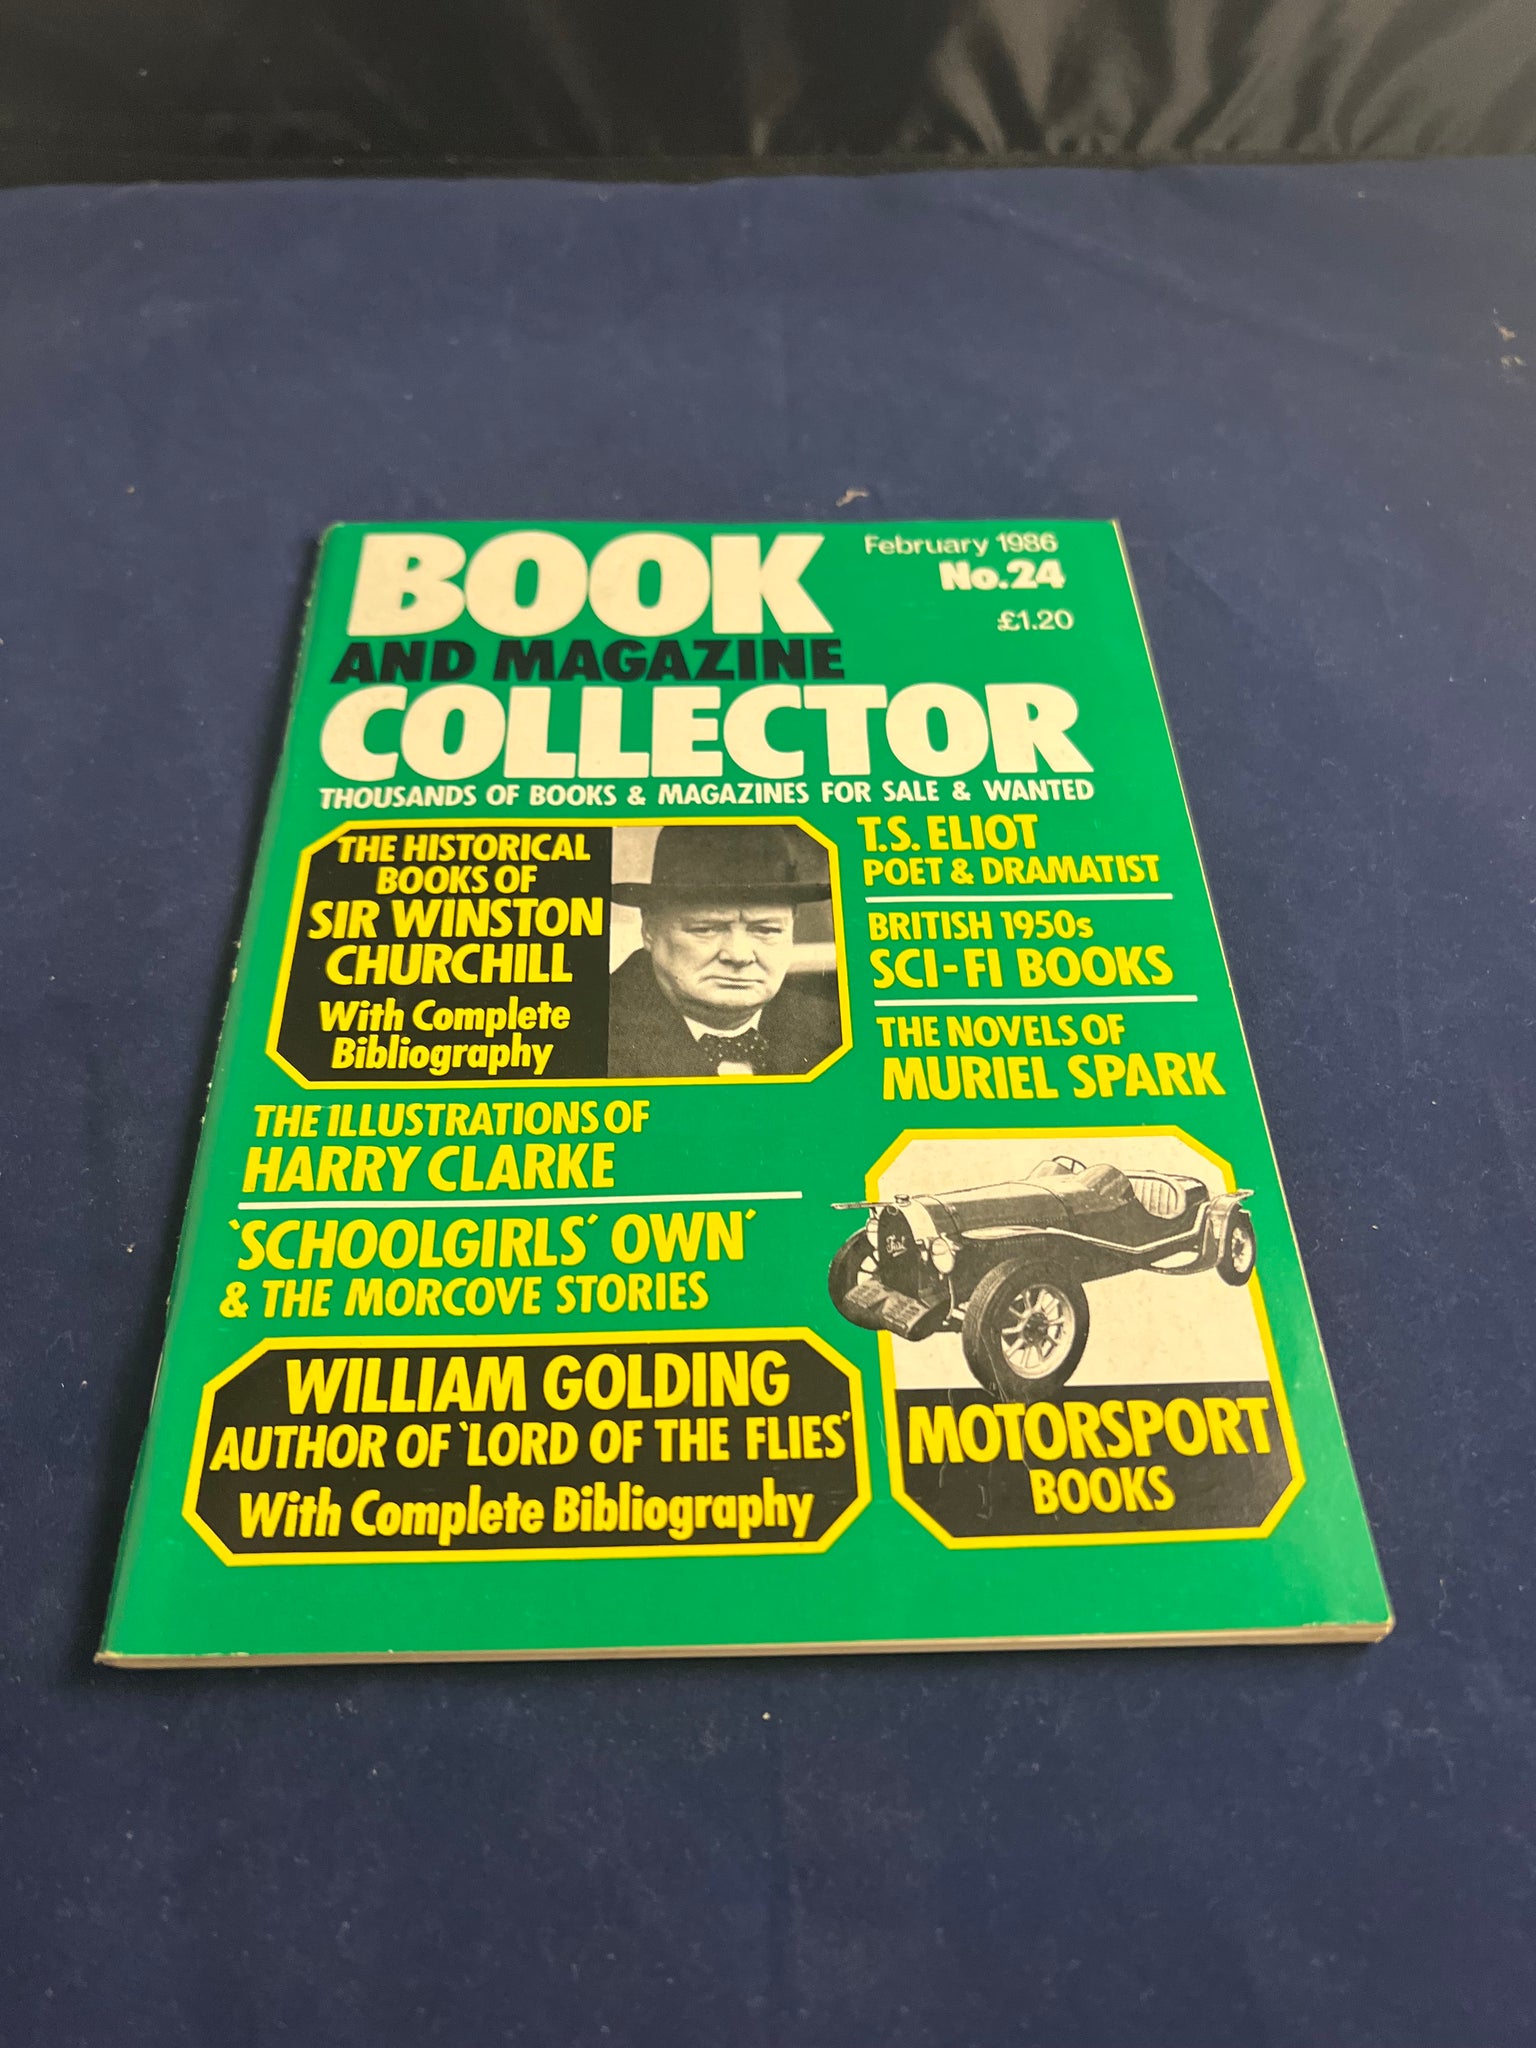 BOOK
AND MAGAZINE
COLLECTOR
February 1986
No.24
£1.20
THOUSANDS OF BOOKS & MAGAZINES FOR SALE & WANTED
THE HISTORICAL
BOOKS OF
SIR WINSTON
CHURCHILL
With Complete
Bibliography
T.S. ELIOT
POET & DRAMATIST
BRITISH 1950s
SCI-FI BOOKS
THE NOVELS OF
MURIEL SPARK
THE ILLUSTRATIONS OF
HARRY CLARKE
'SCHOOLGIRLS' OWN'
& THE MORCOVE STORIES
WILLIAM GOLDING
AUTHOR OF 'LORD OF THE FLIES'
With Complete Bibliography
MOTORSPORT
BOOKS